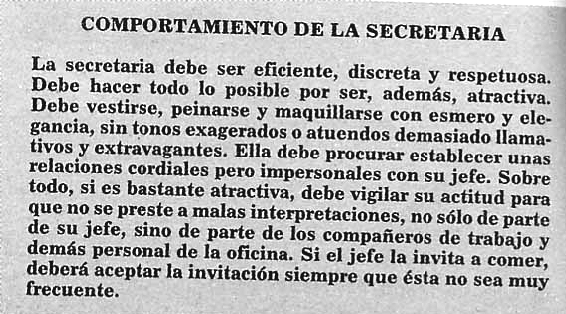 COMPORTAMIENTO DE LA SECRETARIA
La secretaria debe ser eficiente, discreta y respetuosa.
Debe hacer todo lo posible por ser, además, atractiva.
Debe vestirse, peinarse y maquillarse con esmero y ele-
gancia, sin tonos exagerados o atuendos demasiado llama-
tivos y extravagantes. Ella debe procurar establecer unas
relaciones cordiales pero impersonales con su jefe. Sobre
todo, si es bastante atractiva, debe vigilar su actitud para
que no se preste a malas interpretaciones, no sólo de parte
de su jefe, sino de parte de los compañeros de trabajo y
demás personal de la oficina. Si el jefe la invita a comer,
deberá aceptar la invitación siempre que ésta no sea muy
frecuente.